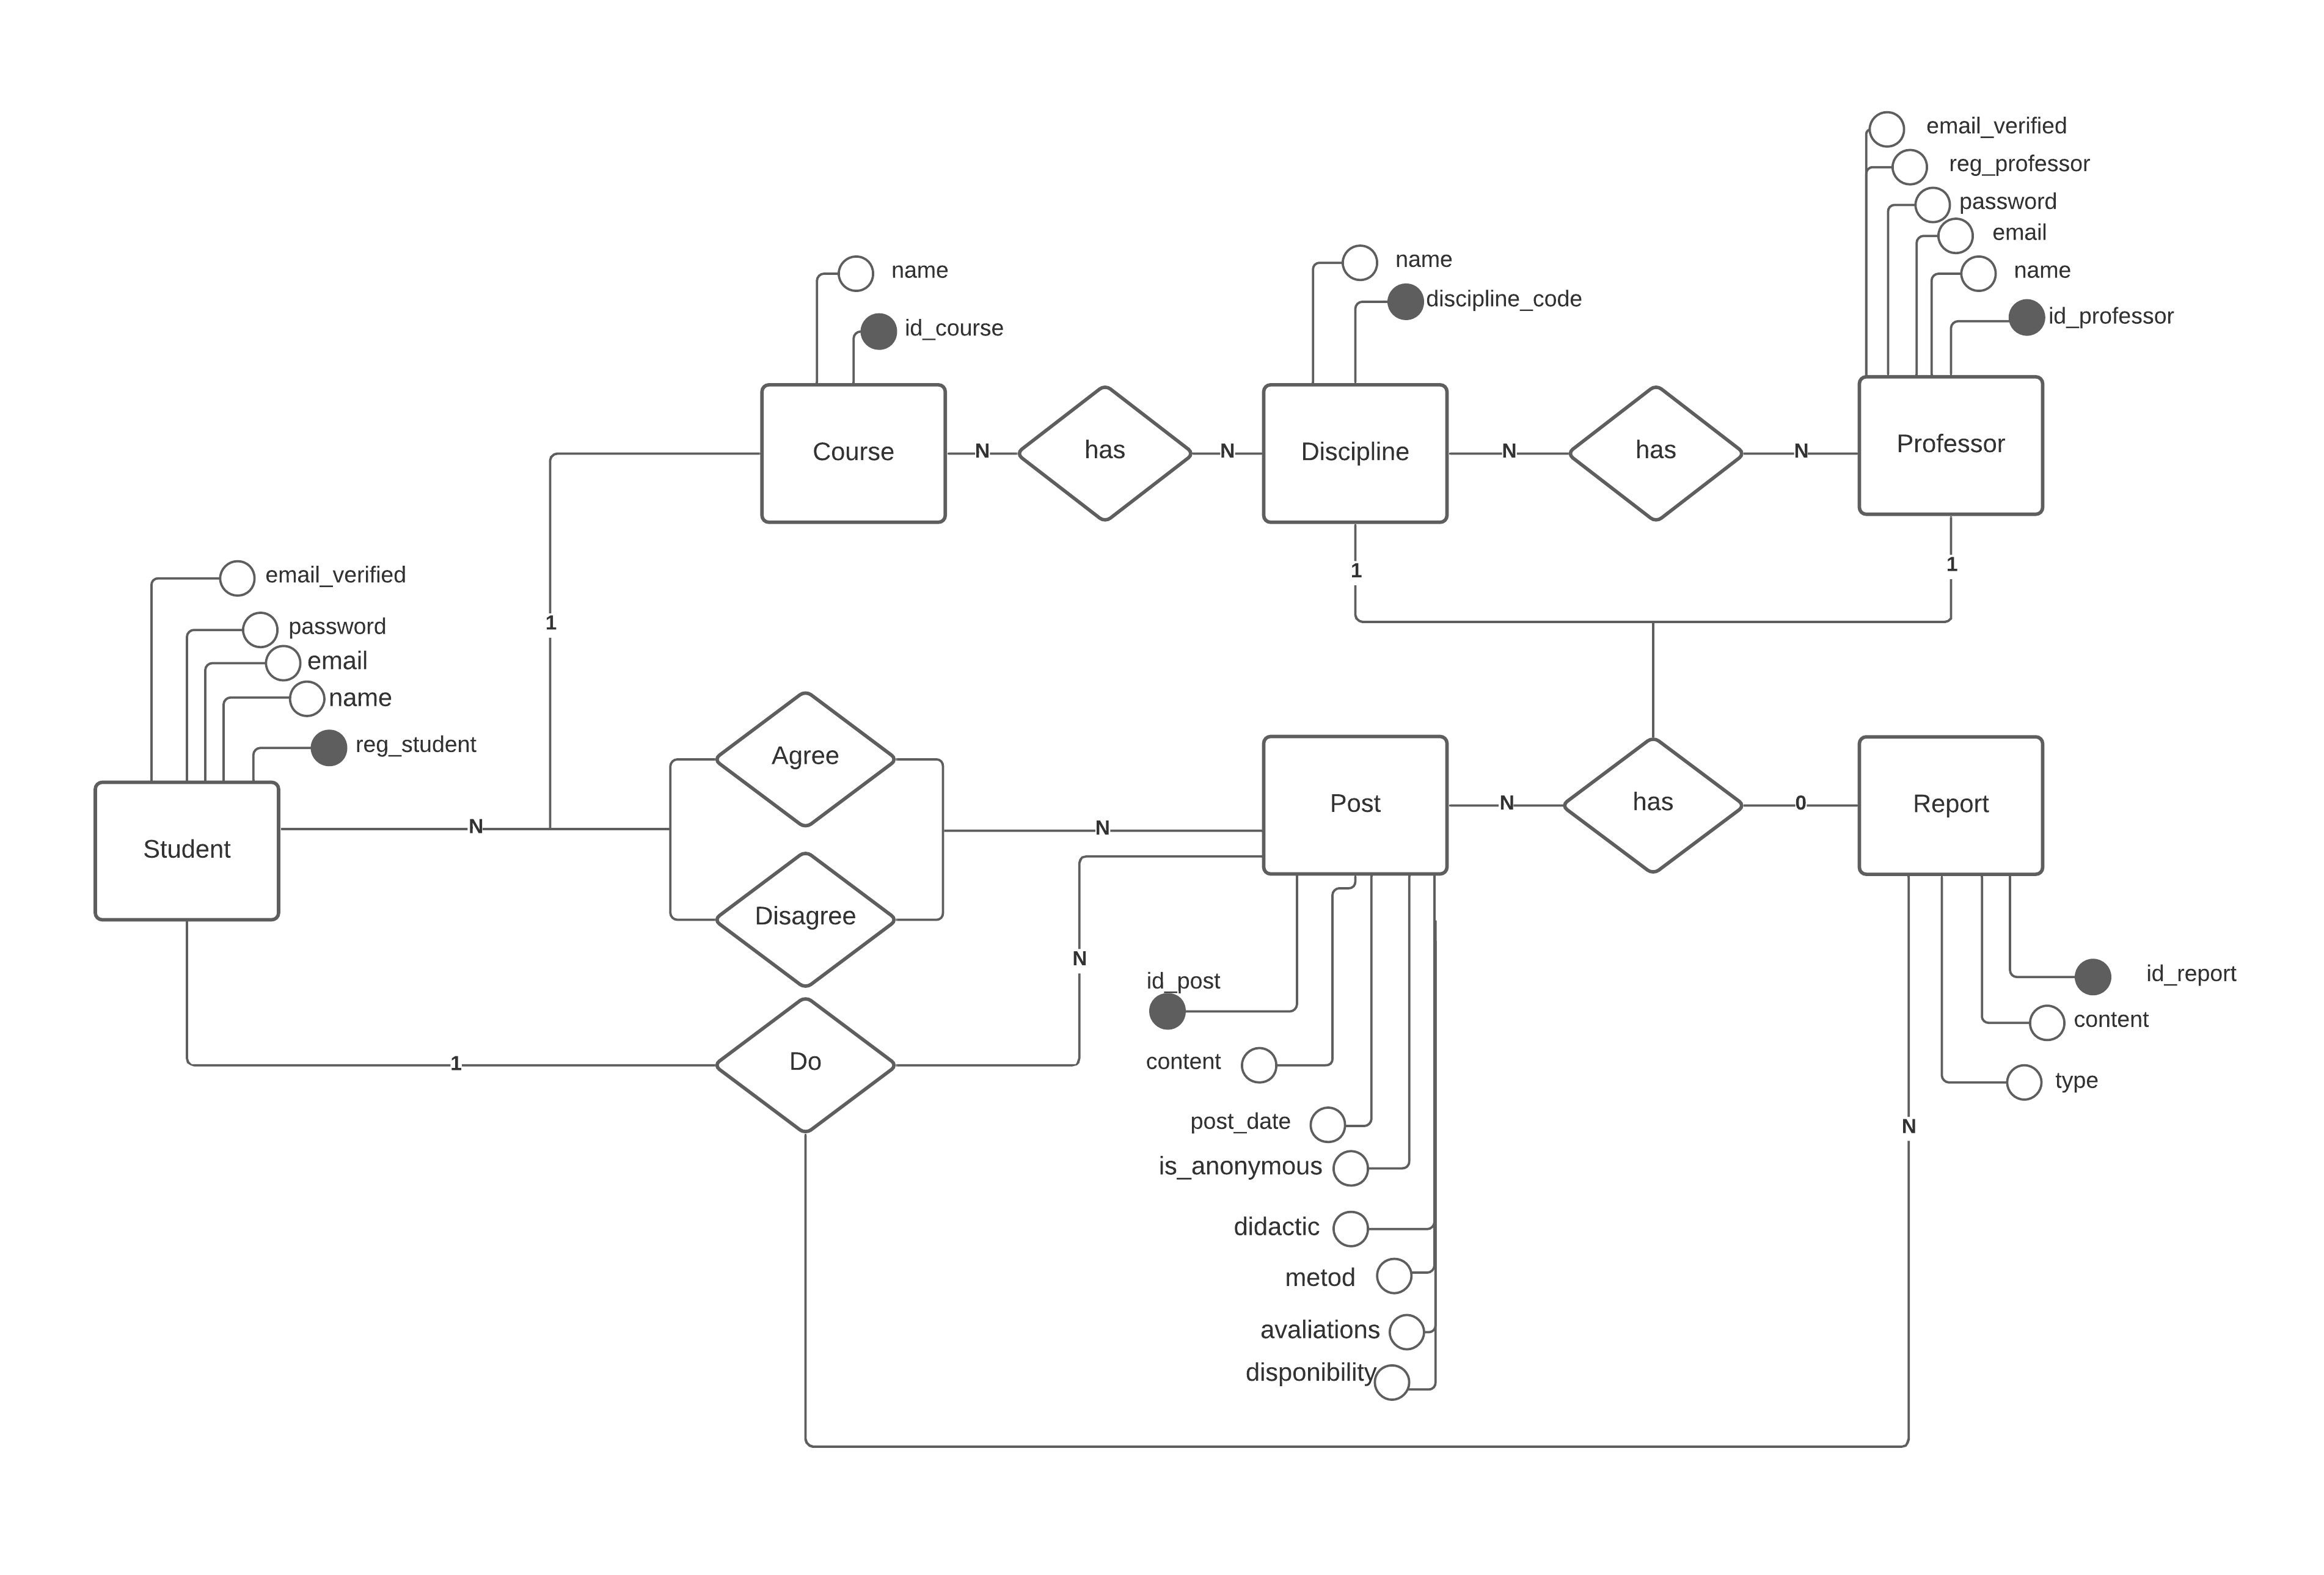 email_verified
reg_professor
password
email
name
id_professor
name
discipline_code
name
id_course
Course
N
has
N
Discipline
N
has
N
Professor
1
1
1
email_verified
password
email
name
reg_student
Student
N
Agree
Disagree
N
Post
N
has
0
Report
N
1
Do
id_post
content
post_date
is_anonymous
didactic
metod
avaliations
disponibility
id_report
content
type
N